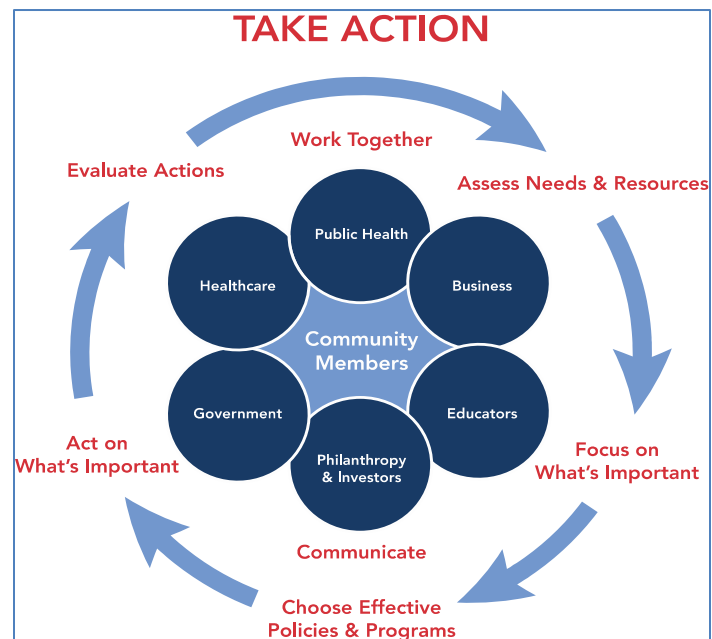 TAKE ACTION
Work Together
Evaluate Actions
Assess Needs & Resources
Public Health
Healthcare
Business
Community
Members
Government
Educators
Philanthropy
& Investors
Act on
What's Important
Focus on
What's Important
Communicate
Choose Effective
Policies & Programs